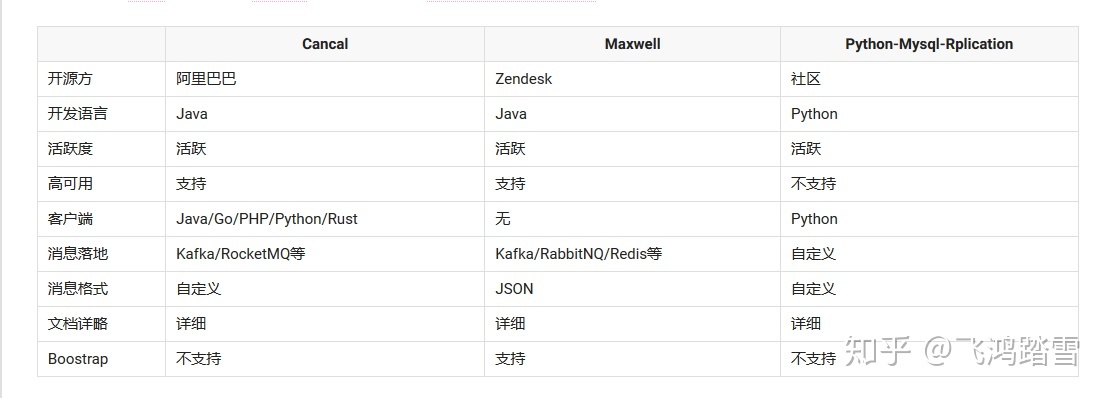 Cancal Maxwell Python-Mysql-Rplication
开源方 阿里巴巴 Zendesk 社区
开发语言 Java Java Python
活跃度 活跃 活跃 活跃
高可用 支持 支持 不支持
客户端 Java/Go/PHP/Python/Rust 无 Python
消息落地 Kafka/RocketMQ等 Kafka/RabbitNQ/Redis等 自定义
消息格式 自定义 JSON 自定义
文档详略 详细 详细 详细
Boostrap 不支持 支持 不支持
知乎 @飞鸿踏雪